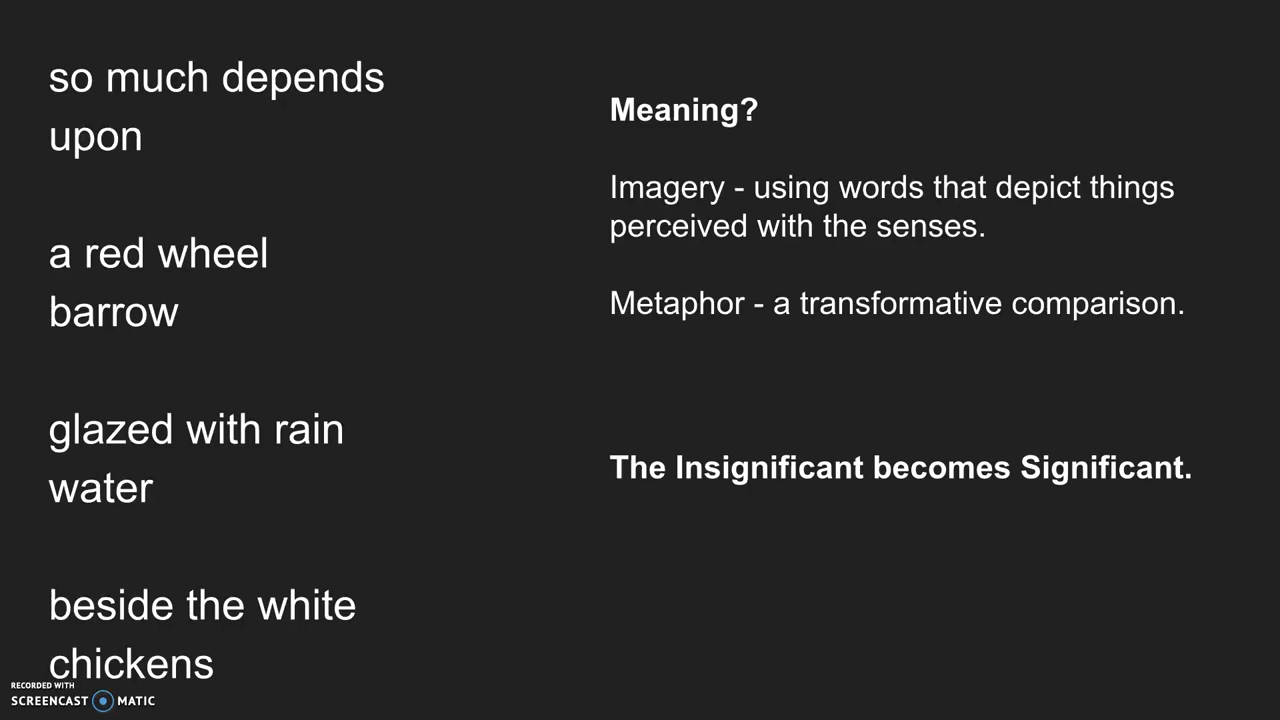 so much depends
upon
a red wheel
barrow
glazed with rain
water
beside the white
chickens
Meaning?
Imagery - using words that depict things
perceived with the senses.
Metaphor - a transformative comparison.
The Insignificant becomes Significant.
RECORDED WITH
SCREENCAST MATIC